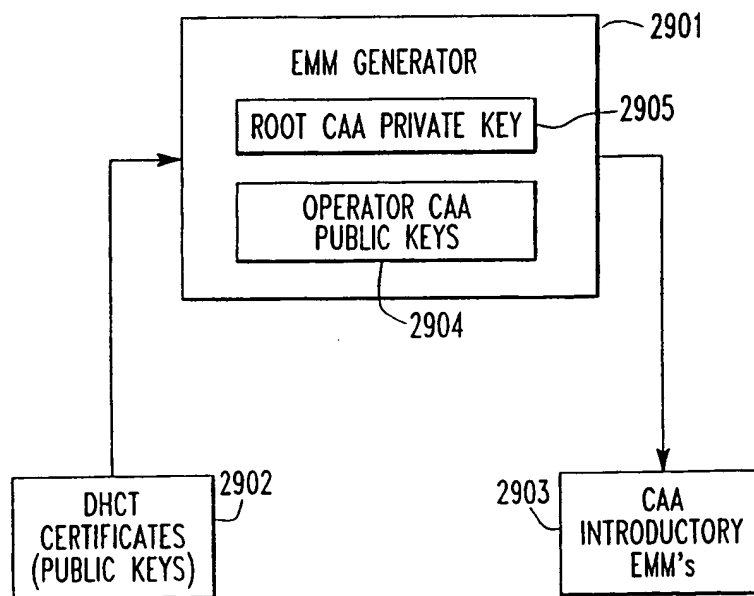 2901
EMM GENERATOR
ROOT CAA PRIVATE KEY
2905
OPERATOR CAA
PUBLIC KEYS
2904
2902
DHCT
CERTIFICATES
(PUBLIC KEYS)
2903
CAA
INTRODUCTORY
EMM's